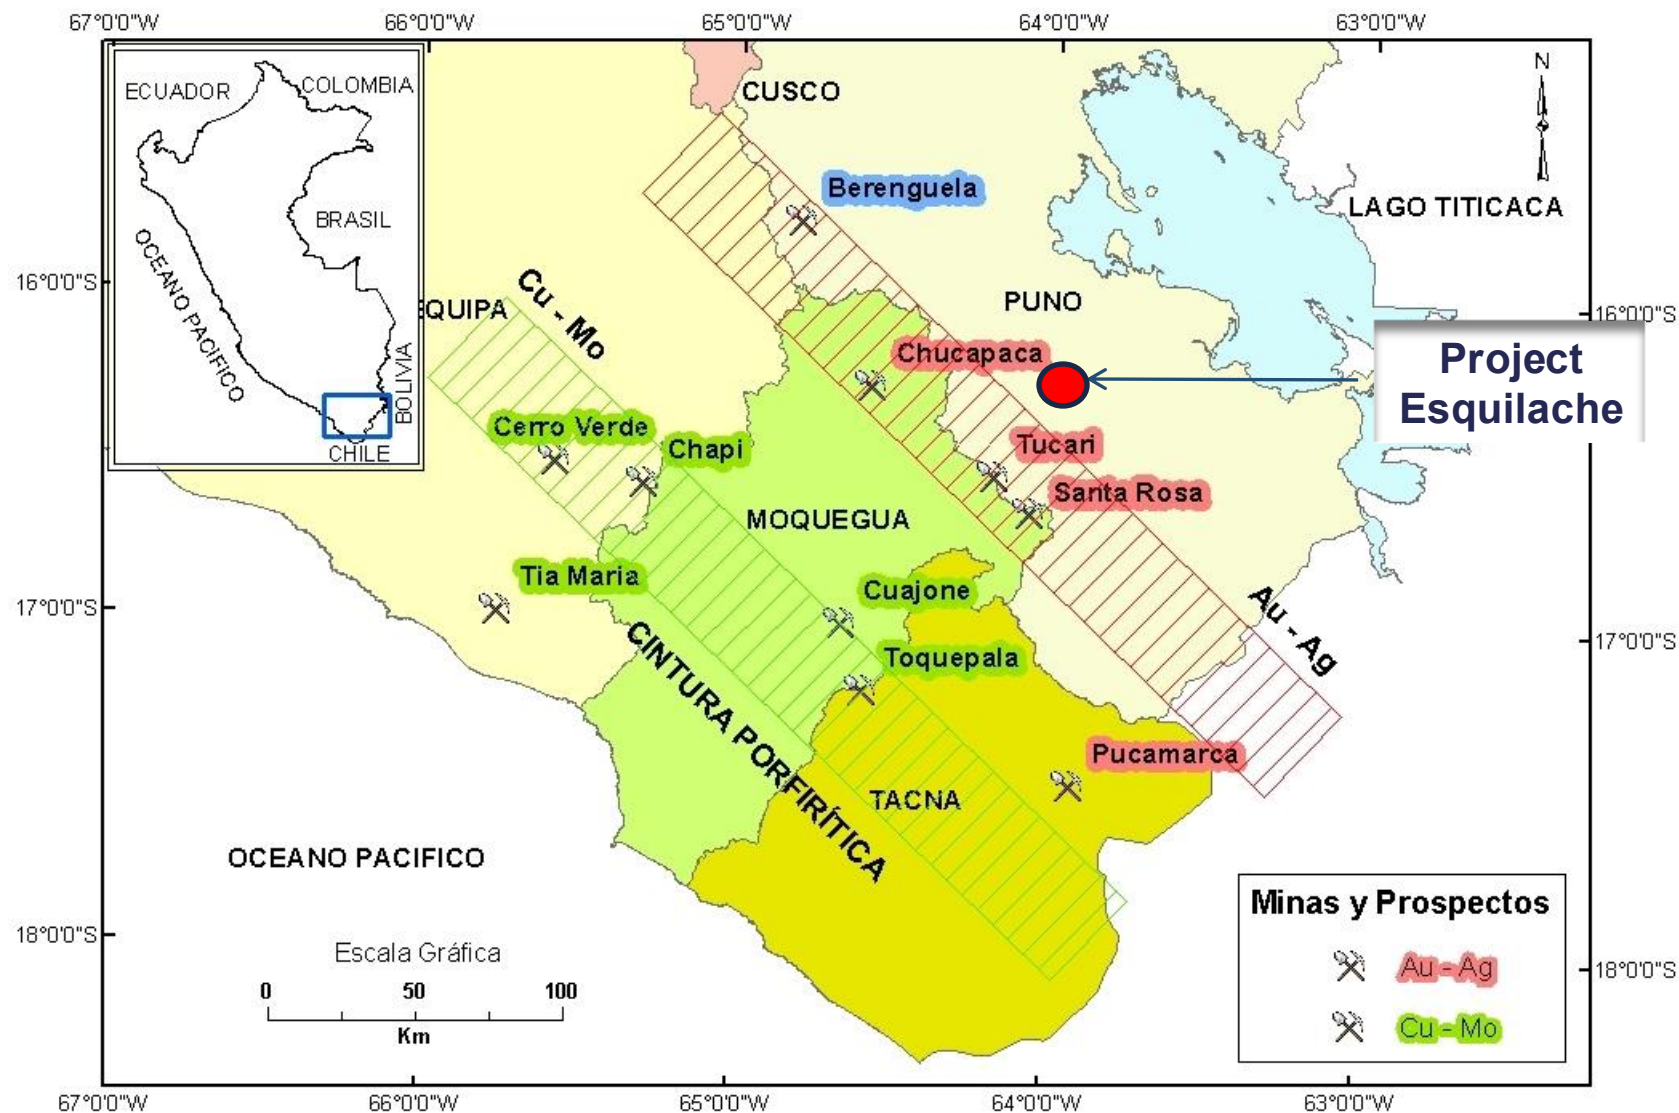 67°0'0"W
66°0'0"W
65°0'0"W
64°0'0"W
63°0'0"W
ECUADOR
COLOMBIA
BRASIL
OCEANO PACÍFICO
BOLIVIA
CHILE
CUSCO
N
Berenguela
LAGO TITICACA
16°0'0"S
Cu - Mo
PUNO
EQUIPA
16°0'0"S
Chucapaca
Project
Esquilache
Cerro Verde
Chapi
Tucari
Santa Rosa
MOQUEGUA
Tia Maria
Cuajone
17°0'0"S
Au - Ag
17°0'0"S
CINTURA PORFIRÍTICA
Toquepala
Pucamarca
TACNA
OCEANO PACIFICO
Minas y Prospectos
18°0'0"S
Escala Gráfica
Au - Ag
18°0'0"S
0 50 100
Km
Cu - Mo
67°0'0"W
66°0'0"W
65°0'0"W
64°0'0"W
63°0'0"W